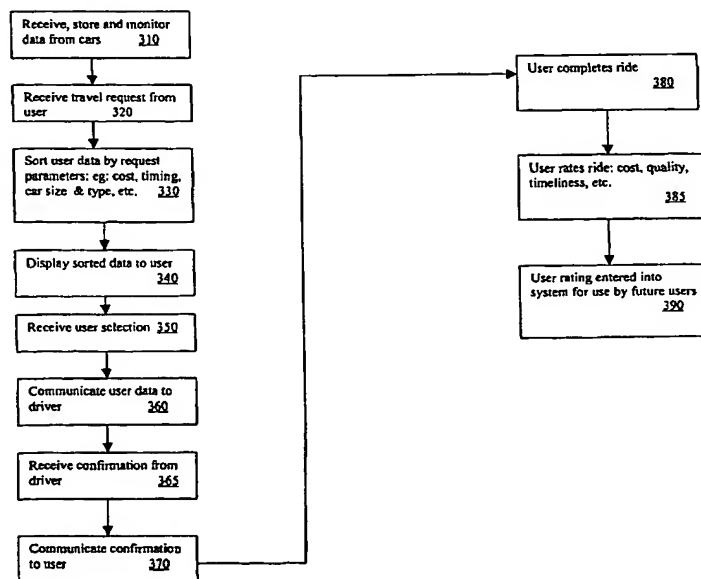 Receive, store and monitor
data from cars 310
Receive travel request from
user 320
Sort user data by request
parameters: eg: cost, timing,
car size & type, etc. 330
Display sorted data to user
340
Receive user selection 350
Communicate user data to
driver 360
Receive confirmation from
driver 365
Communicate confirmation
to user 370
User completes ride
380
User rates ride: cost, quality,
timeliness, etc.
385
User rating entered into
system for use by future users
390